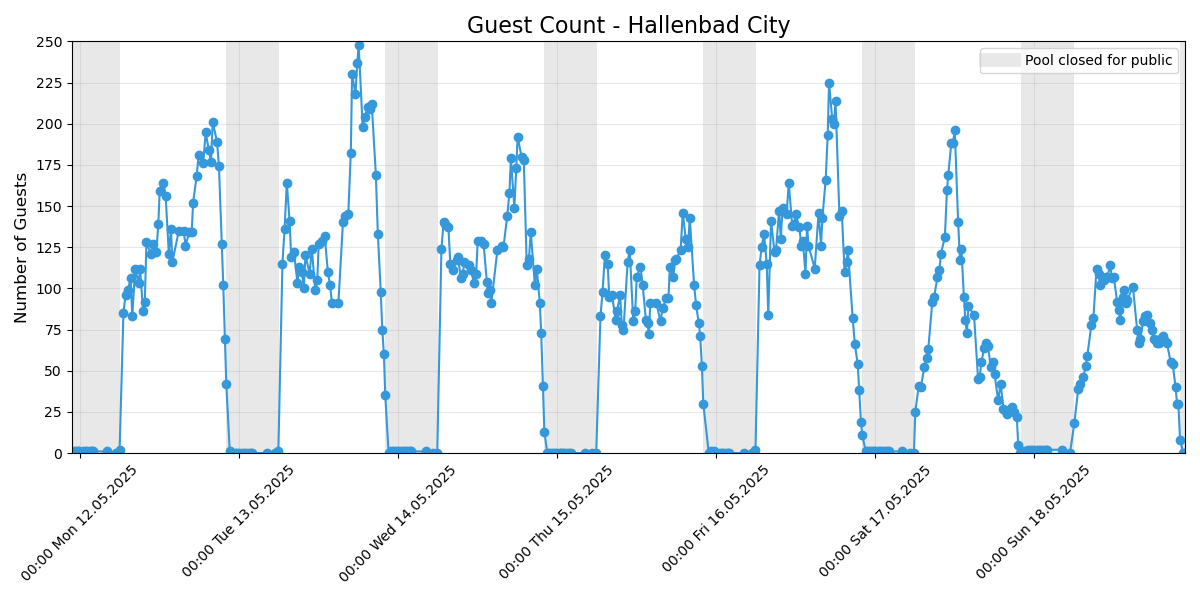 Guest Count - Hallenbad City
Pool closed for public
Number of Guests
250
225
200
175
150
125
100
75
50
25
0
00:00 Mon 12.05.2025
00:00 Tue 13.05.2025
00:00 Wed 14.05.2025
00:00 Thu 15.05.2025
00:00 Fri 16.05.2025
00:00 Sat 17.05.2025
00:00 Sun 18.05.2025